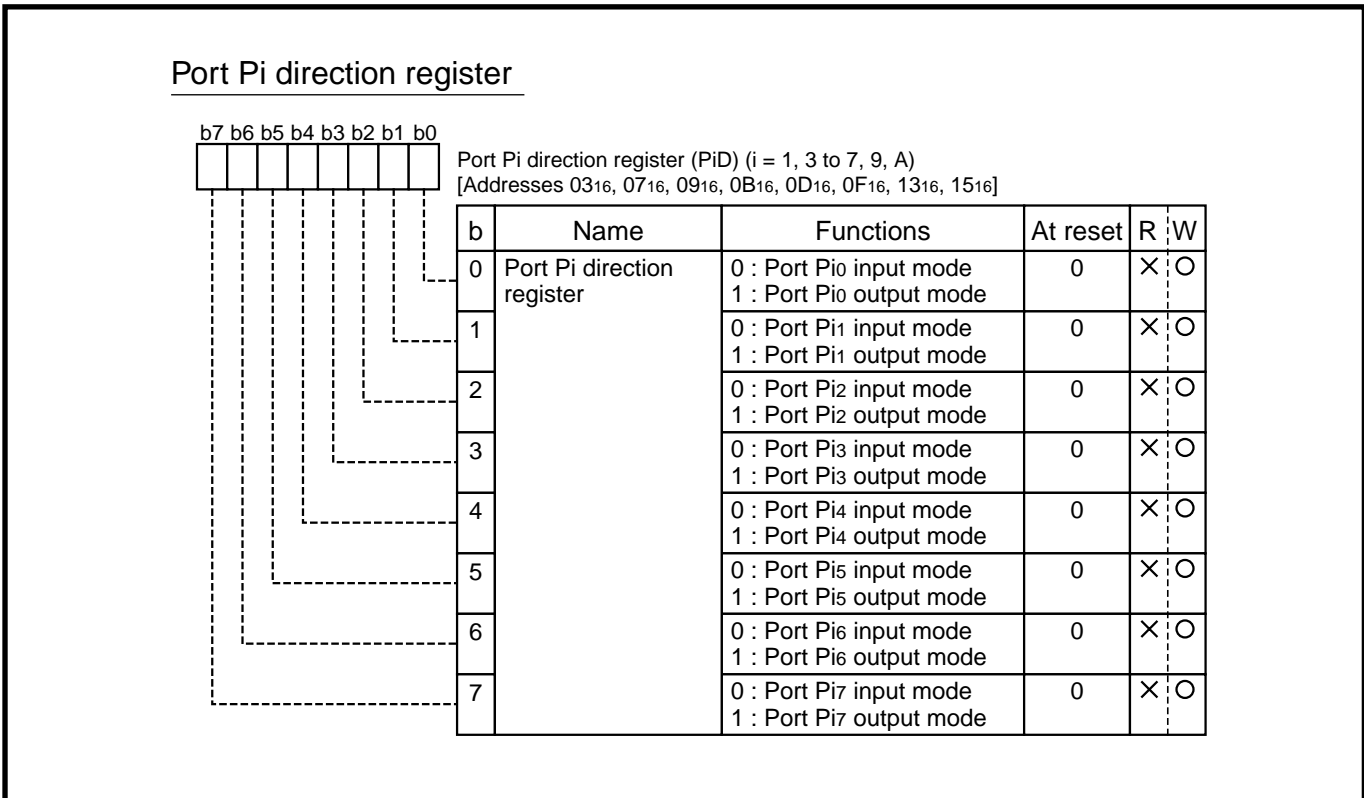 Port Pi direction register
b7 b6 b5 b4 b3 b2 b1 b0
Port Pi direction register (PiD) (i = 1, 3 to 7, 9, A)
[Addresses 0316, 0716, 0916, 0B16, 0D16, 0F16, 1316, 1516]
b Name Functions At reset R W
0 Port Pi direction 0 : Port Pi0 input mode 0 × O
register 1 : Port Pi0 output mode
1 0 : Port Pi1 input mode 0 × O
1 : Port Pi1 output mode
2 0 : Port Pi2 input mode 0 × O
1 : Port Pi2 output mode
3 0 : Port Pi3 input mode 0 × O
1 : Port Pi3 output mode
4 0 : Port Pi4 input mode 0 × O
1 : Port Pi4 output mode
5 0 : Port Pi5 input mode 0 × O
1 : Port Pi5 output mode
6 0 : Port Pi6 input mode 0 × O
1 : Port Pi6 output mode
7 0 : Port Pi7 input mode 0 × O
1 : Port Pi7 output mode